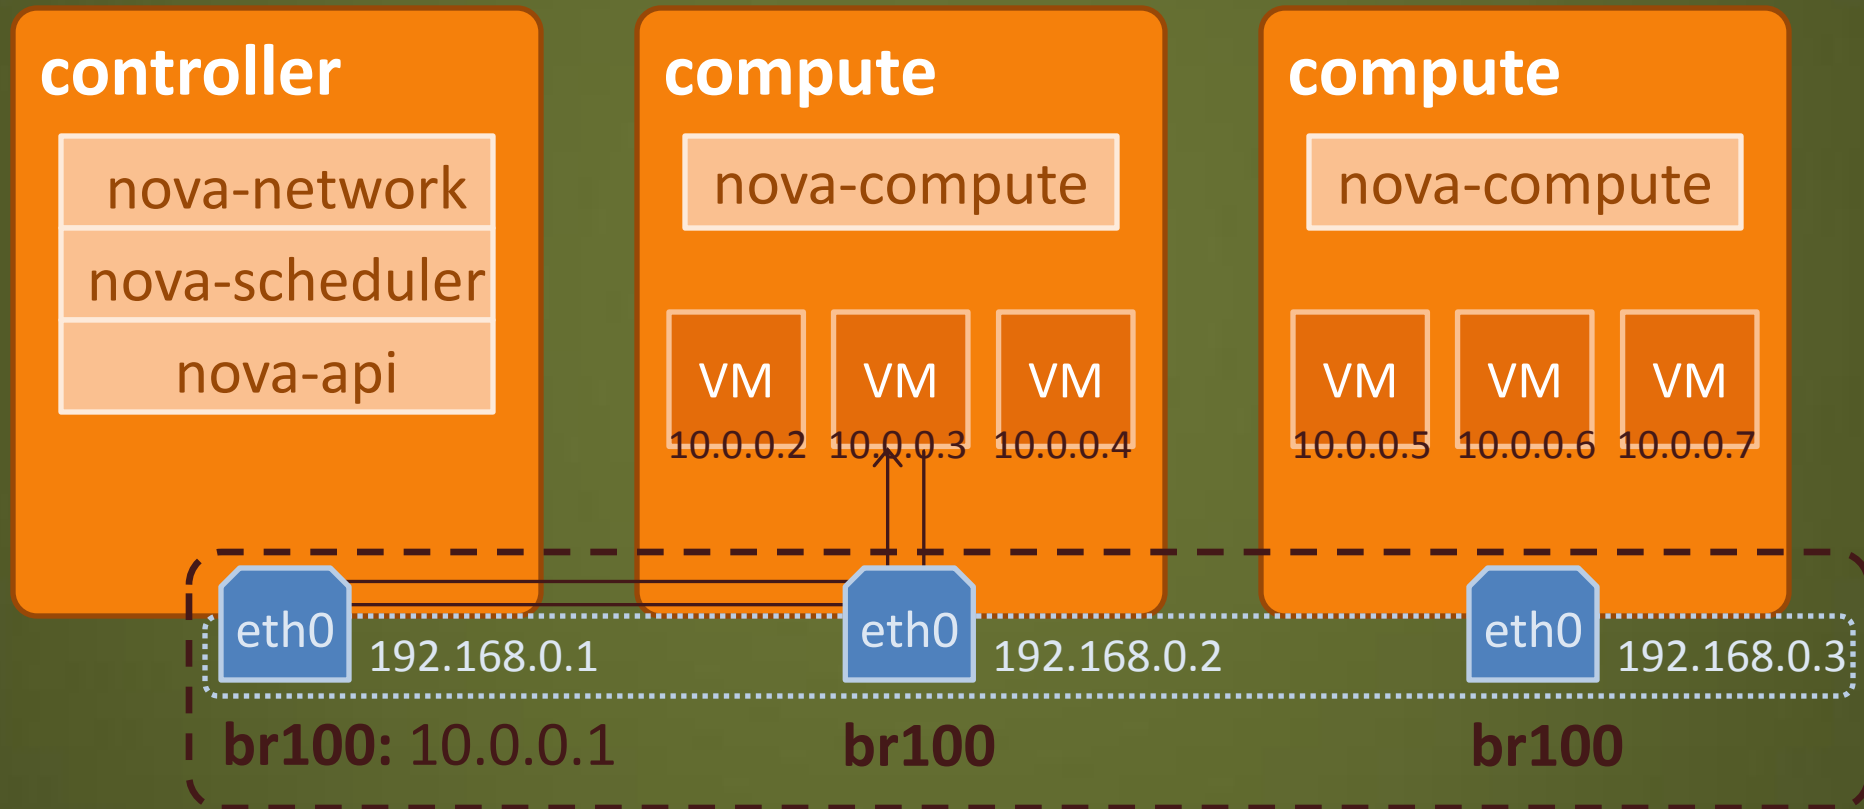 controller
nova-network
nova-scheduler
nova-api
compute
nova-compute
VM
10.0.0.2
VM
10.0.0.3
VM
10.0.0.4
compute
nova-compute
VM
10.0.0.5
VM
10.0.0.6
VM
10.0.0.7
eth0
192.168.0.1
eth0
192.168.0.2
eth0
192.168.0.3
br100: 10.0.0.1
br100
br100